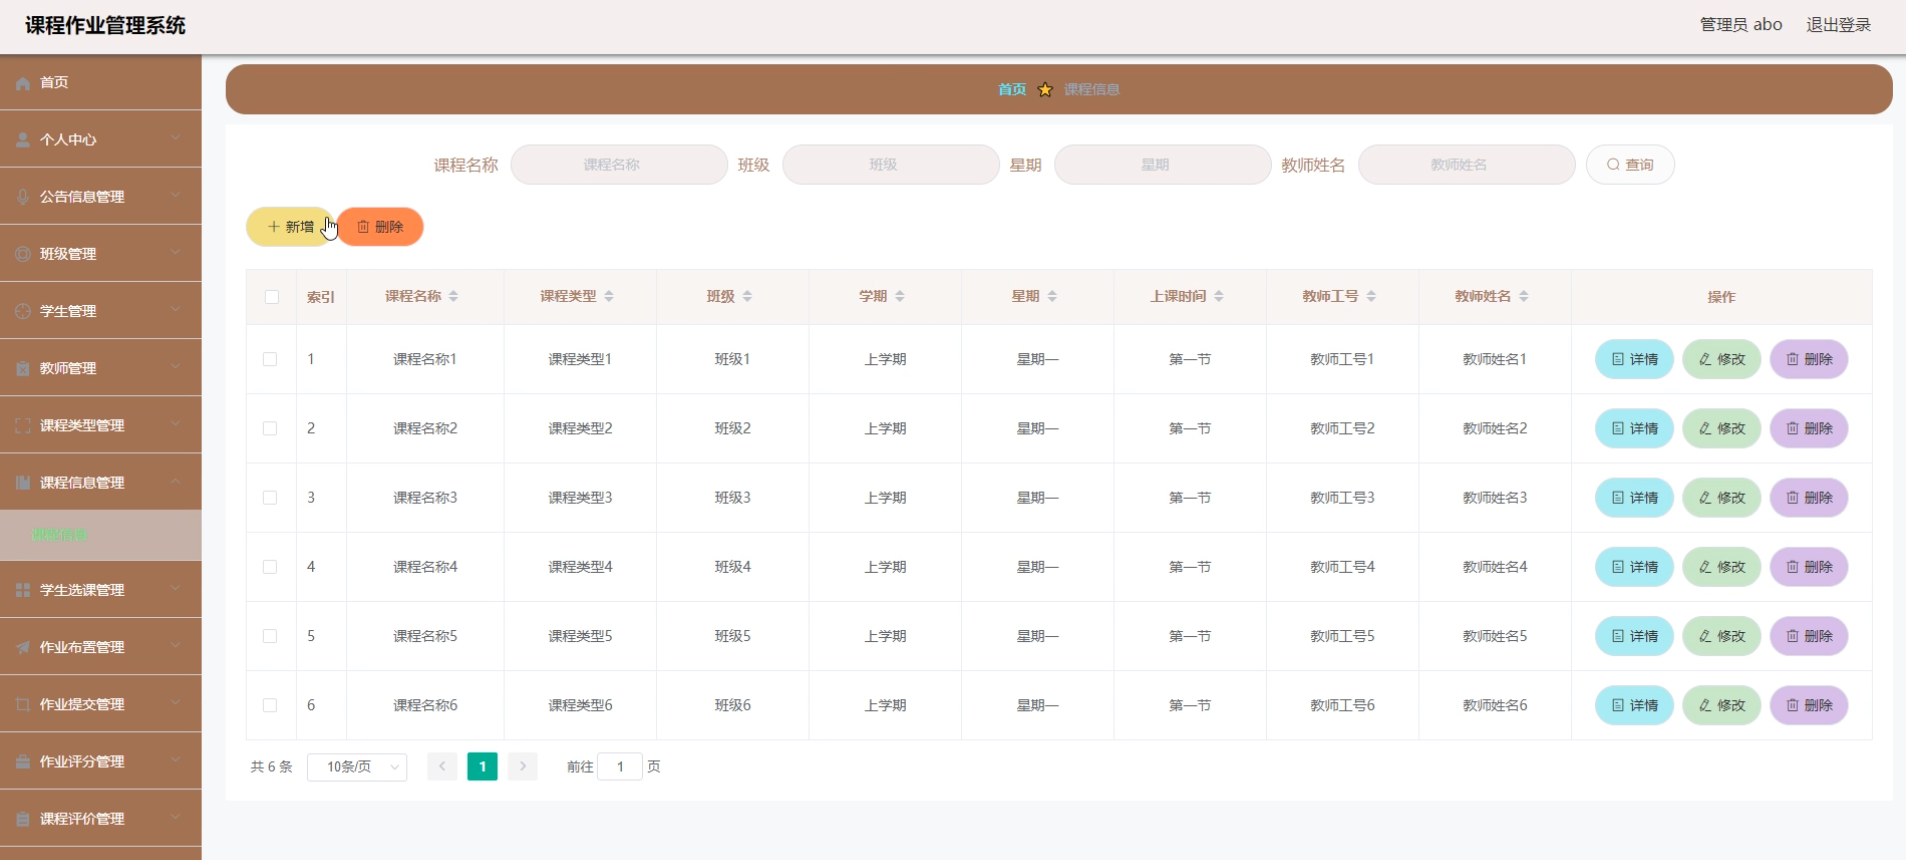 课程作业管理系统
管理员 abo 退出登录
首页
个人中心
公告信息管理
班级管理
学生管理
教师管理
课程类型管理
课程信息管理
课程信息
学生选课管理
作业布置管理
作业提交管理
作业评分管理
课程评价管理
首页 课程信息
课程名称 课程名称 班级 班级 星期 星期 教师姓名 教师姓名 查询
新增 删除
索引 课程名称 课程类型 班级 学期 星期 上课时间 教师工号 教师姓名 操作
1 课程名称1 课程类型1 班级1 上学期 星期一 第一节 教师工号1 教师姓名1 详情 修改 删除
2 课程名称2 课程类型2 班级2 上学期 星期一 第一节 教师工号2 教师姓名2 详情 修改 删除
3 课程名称3 课程类型3 班级3 上学期 星期一 第一节 教师工号3 教师姓名3 详情 修改 删除
4 课程名称4 课程类型4 班级4 上学期 星期一 第一节 教师工号4 教师姓名4 详情 修改 删除
5 课程名称5 课程类型5 班级5 上学期 星期一 第一节 教师工号5 教师姓名5 详情 修改 删除
6 课程名称6 课程类型6 班级6 上学期 星期一 第一节 教师工号6 教师姓名6 详情 修改 删除
共 6 条 10条/页 1 前往 1 页